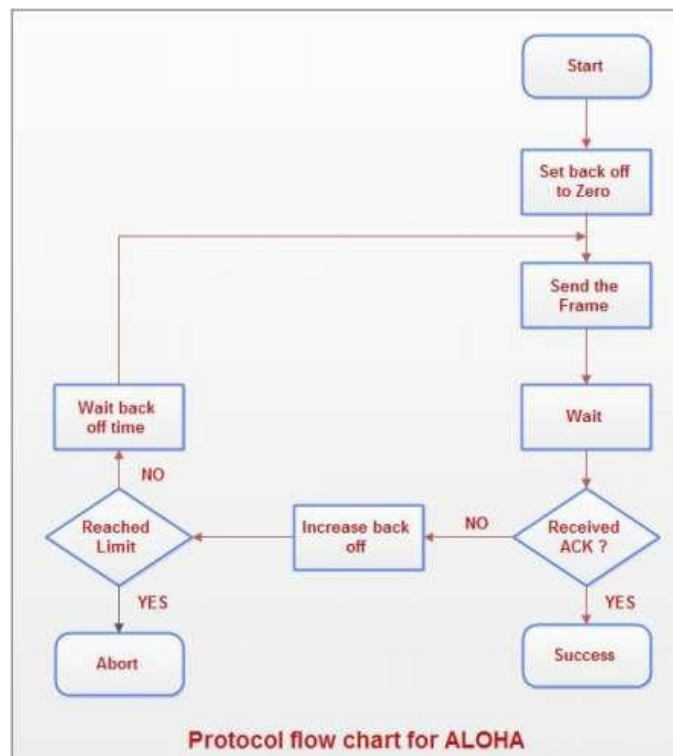 Start
Set back off
to Zero
Send the
Frame
Wait back
off time
Wait
NO
Reached
Limit
Increase back
off
NO
Received
ACK ?
YES
YES
Abort
Success
Protocol flow chart for ALOHA